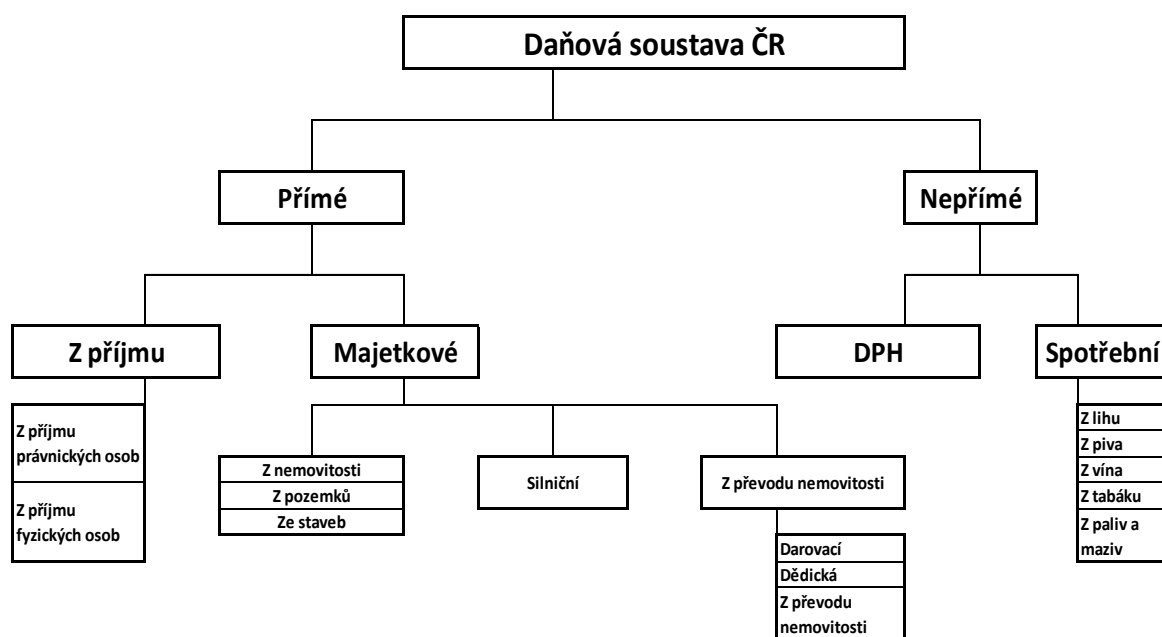 Daňová soustava ČR
Přímé
Nepřímé
Z příjmu
Majetkové
DPH
Spotřební
Z příjmu
právnických osob
Z příjmu
fyzických osob
Z nemovitosti
Z pozemků
Ze staveb
Silniční
Z převodu nemovitosti
Darovací
Dědická
Z převodu
nemovitosti
Z lihu
Z piva
Z vína
Z tabáku
Z paliv a
maziv